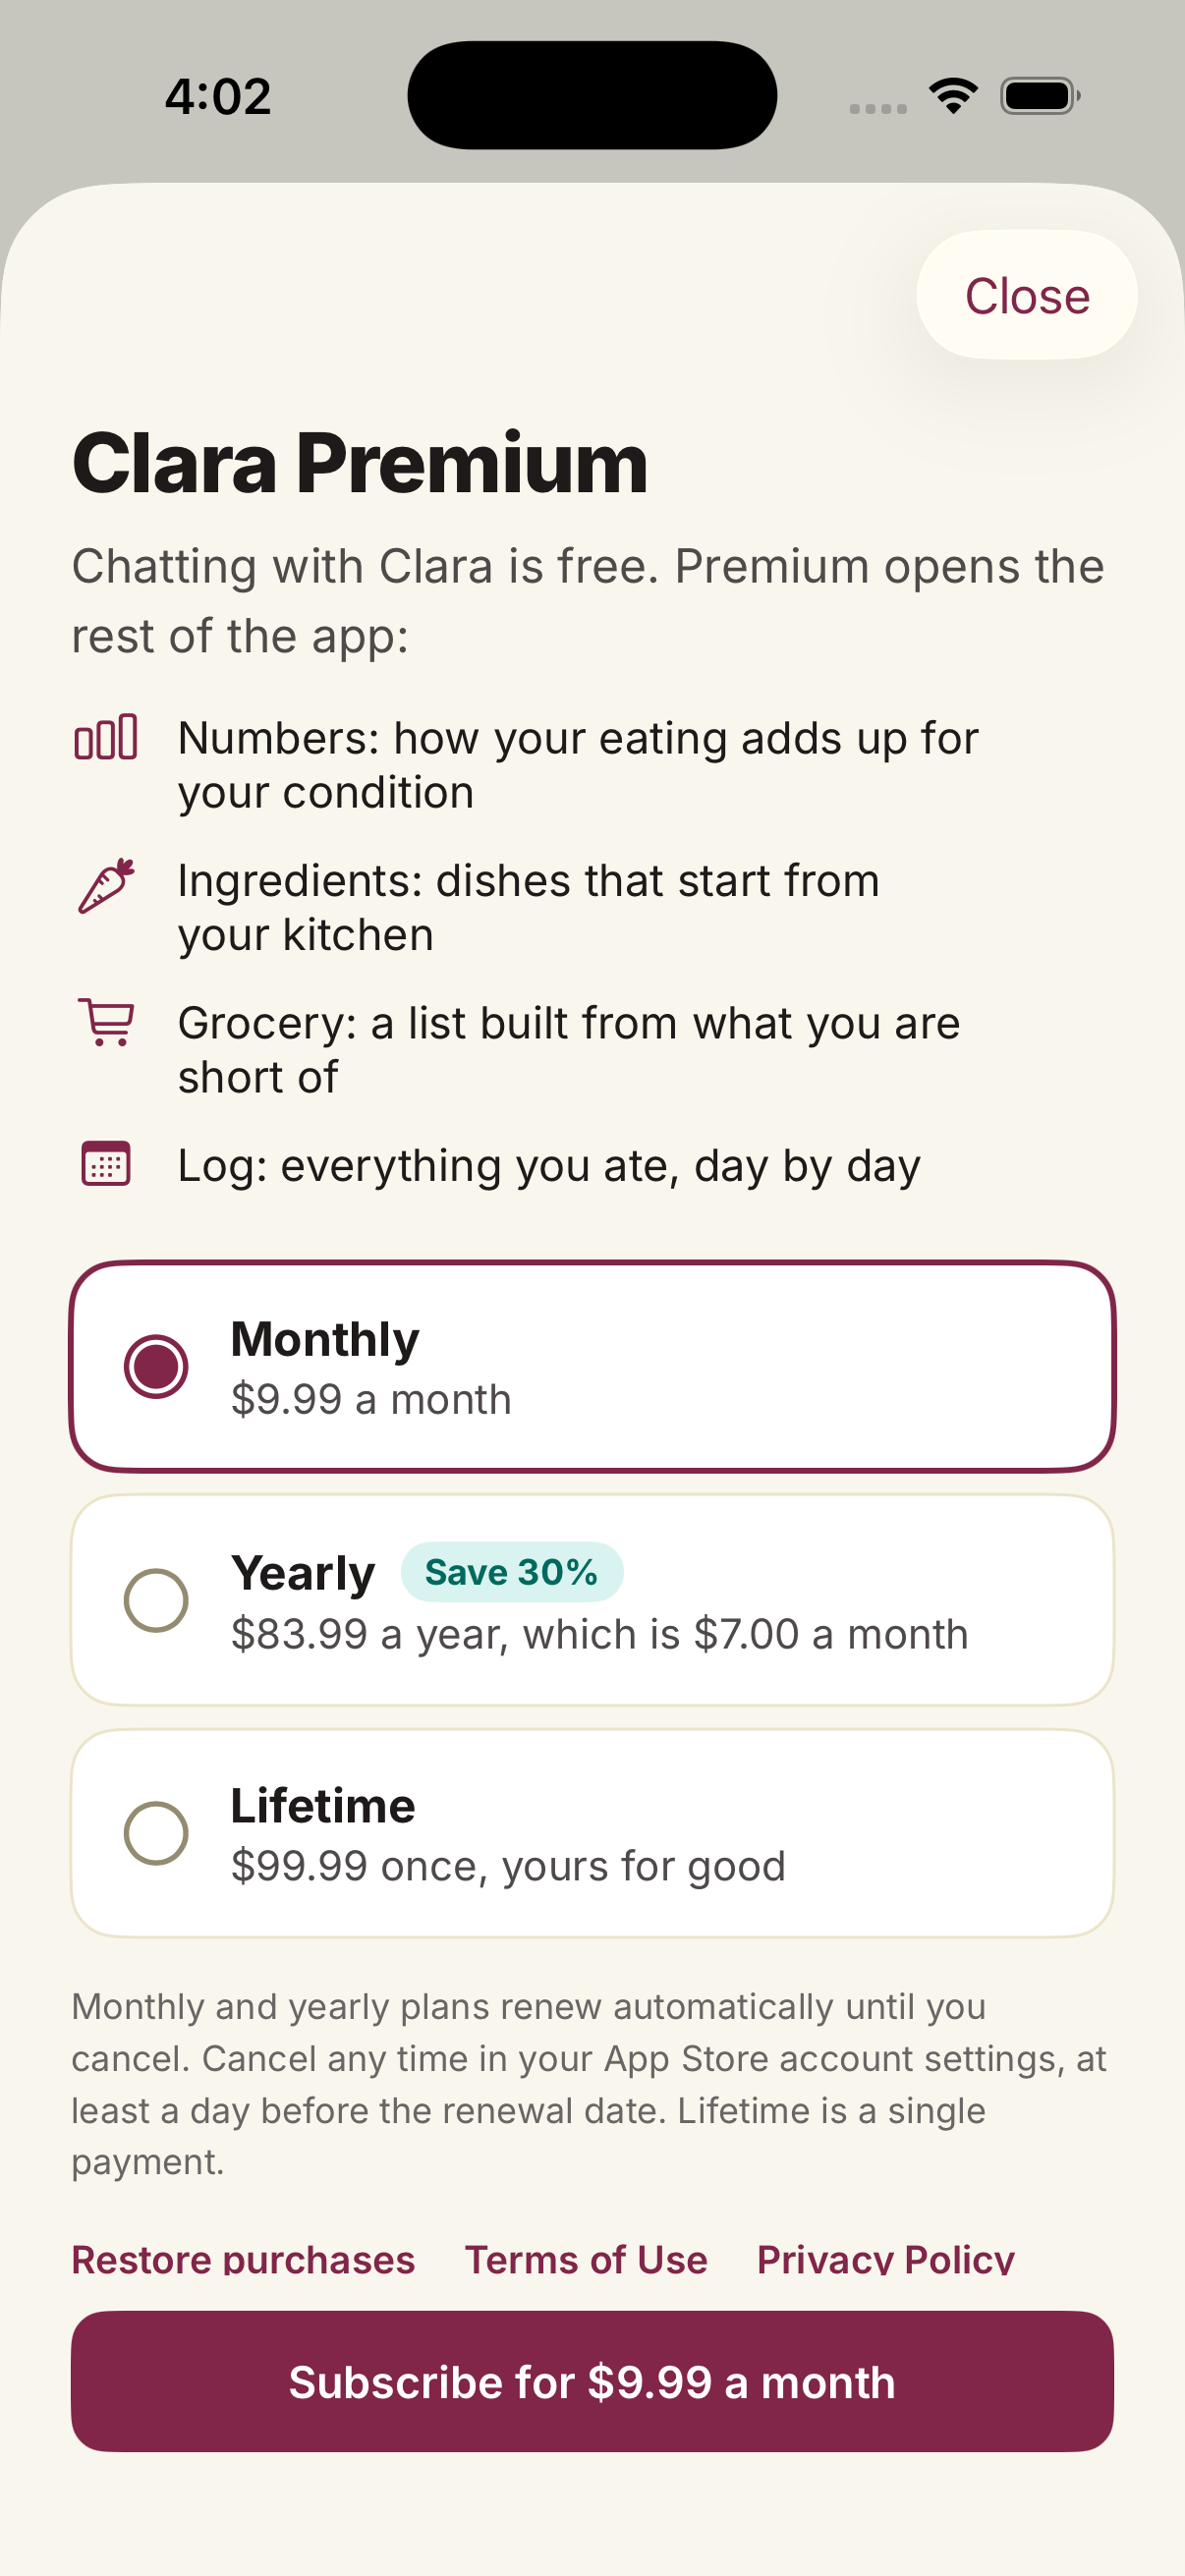 4:02
Close
Clara Premium
Chatting with Clara is free. Premium opens the
rest of the app:
Numbers: how your eating adds up for
your condition
Ingredients: dishes that start from
your kitchen
Grocery: a list built from what you are
short of
Log: everything you ate, day by day
Monthly
$9.99 a month
Yearly Save 30%
$83.99 a year, which is $7.00 a month
Lifetime
$99.99 once, yours for good
Monthly and yearly plans renew automatically until you
cancel. Cancel any time in your App Store account settings, at
least a day before the renewal date. Lifetime is a single
payment.
Restore purchases Terms of Use Privacy Policy
Subscribe for $9.99 a month